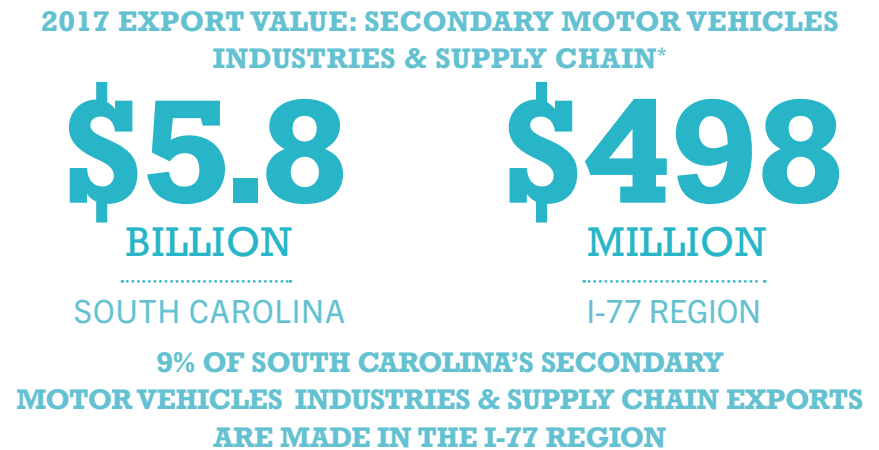 2017 EXPORT VALUE: SECONDARY MOTOR VEHICLES
INDUSTRIES & SUPPLY CHAIN*
$5.8
BILLION
SOUTH CAROLINA
$498
MILLION
I-77 REGION
9% OF SOUTH CAROLINA'S SECONDARY
MOTOR VEHICLES INDUSTRIES & SUPPLY CHAIN EXPORTS
ARE MADE IN THE I-77 REGION